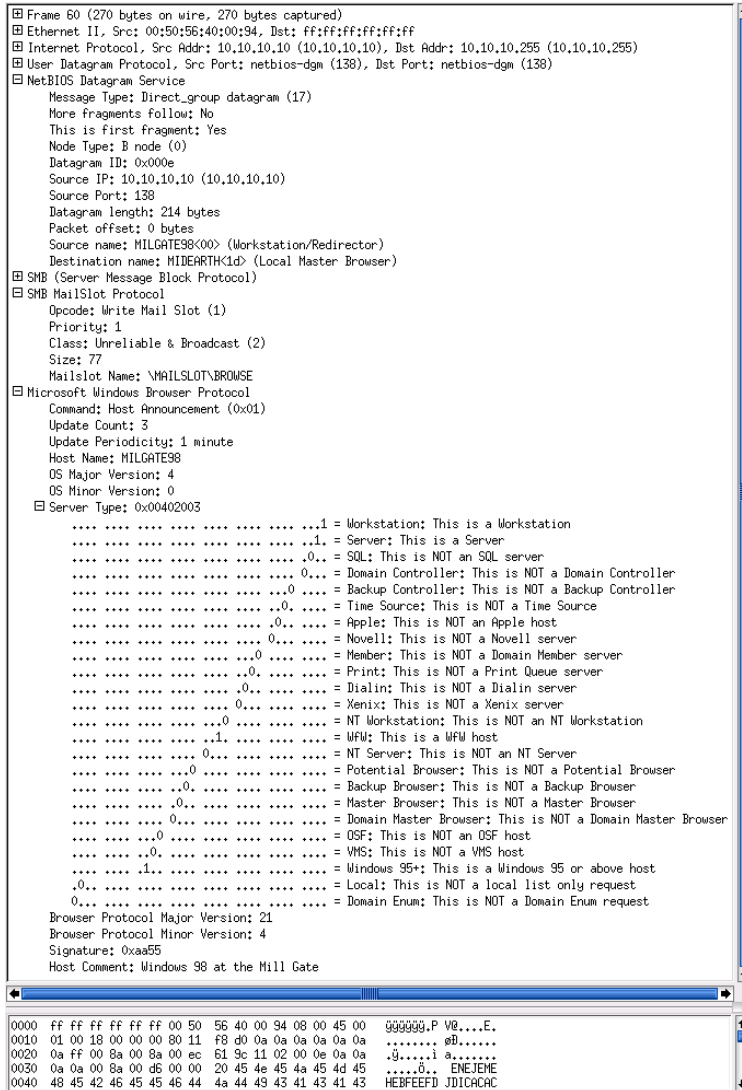 Frame 60 (270 bytes on wire, 270 bytes captured)
Ethernet II, Src: 00:50:56:40:00:94, Dst: ff:ff:ff:ff:ff:ff
Internet Protocol, Src Addr: 10.10.10.10 (10.10.10.10), Dst Addr: 10.10.10.255 (10.10.10.255)
User Datagram Protocol, Src Port: netbios-dgm (138), Dst Port: netbios-dgm (138)
NetBIOS Datagram Service
Message Type: Direct_group datagram (17)
More fragments follow: No
This is first fragment: Yes
Node Type: B node (0)
Datagram ID: 0x000e
Source IP: 10.10.10.10 (10.10.10.10)
Source Port: 138
Datagram length: 214 bytes
Packet offset: 0 bytes
Source name: MILGATE98<00> (Workstation/Redirector)
Destination name: MIDEARTH<1d> (Local Master Browser)
SMB (Server Message Block Protocol)
SMB MailSlot Protocol
Opcode: Write Mail Slot (1)
Priority: 1
Class: Unreliable & Broadcast (2)
Size: 77
Mailslot Name: \MAILSLOT\BROWSE
Microsoft Windows Browser Protocol
Command: Host Announcement (0x01)
Update Count: 3
Update Periodicity: 1 minute
Host Name: MILGATE98
OS Major Version: 4
OS Minor Version: 0
Server Type: 0x00402003
.... .... .... .... .... .... .... ...1 = Workstation: This is a Workstation
.... .... .... .... .... .... .... ..1. = Server: This is a Server
.... .... .... .... .... .... .... .0.. = SQL: This is NOT an SQL server
.... .... .... .... .... .... .... 0... = Domain Controller: This is NOT a Domain Controller
.... .... .... .... .... .... ...0 .... = Backup Controller: This is NOT a Backup Controller
.... .... .... .... .... .... ..0. .... = Time Source: This is NOT a Time Source
.... .... .... .... .... .... .0.. .... = Apple: This is NOT an Apple host
.... .... .... .... .... .... 0... .... = Novell: This is NOT a Novell server
.... .... .... .... .... ...0 .... .... = Member: This is NOT a Domain Member server
.... .... .... .... .... ..0. .... .... = Print: This is NOT a Print Queue server
.... .... .... .... .... .0.. .... .... = Dialin: This is NOT a Dialin server
.... .... .... .... .... 0... .... .... = Xenix: This is NOT a Xenix server
.... .... .... .... ...0 .... .... .... = NT Workstation: This is NOT an NT Workstation
.... .... .... .... ..1. .... .... .... = WfW: This is a WfW host
.... .... .... .... 0... .... .... .... = NT Server: This is NOT an NT Server
.... .... .... ...0 .... .... .... .... = Potential Browser: This is NOT a Potential Browser
.... .... .... ..0. .... .... .... .... = Backup Browser: This is NOT a Backup Browser
.... .... .... .0.. .... .... .... .... = Master Browser: This is NOT a Master Browser
.... .... .... 0... .... .... .... .... = Domain Master Browser: This is NOT a Domain Master Browser
.... .... ...0 .... .... .... .... .... = OSF: This is NOT an OSF host
.... .... ..0. .... .... .... .... .... = VMS: This is NOT a VMS host
.... .... .1.. .... .... .... .... .... = Windows 95+: This is a Windows 95 or above host
.0.. .... .... .... .... .... .... .... = Local: This is NOT a local list only request
0... .... .... .... .... .... .... .... = Domain Enum: This is NOT a Domain Enum request
Browser Protocol Major Version: 21
Browser Protocol Minor Version: 4
Signature: 0xaa55
Host Comment: Windows 98 at the Mill Gate
0000 ff ff ff ff ff ff 00 50 56 40 00 94 08 00 45 00 ÿÿÿÿÿÿ.P V@....E.
0010 01 00 18 00 00 00 80 11 f8 d0 0a 0a 0a 0a 0a 0a ........ øÐ......
0020 0a ff 00 8a 00 8a 00 ec 61 9c 11 02 00 0e 0a 0a .ÿ.....ì a.......
0030 0a 0a 00 8a 00 d6 00 00 20 45 4e 45 4a 45 4d 45 .....Ö.. ENEJEME
0040 48 45 42 46 45 45 46 44 4a 44 49 43 41 43 41 43 HEBFEEFD JDICACAC